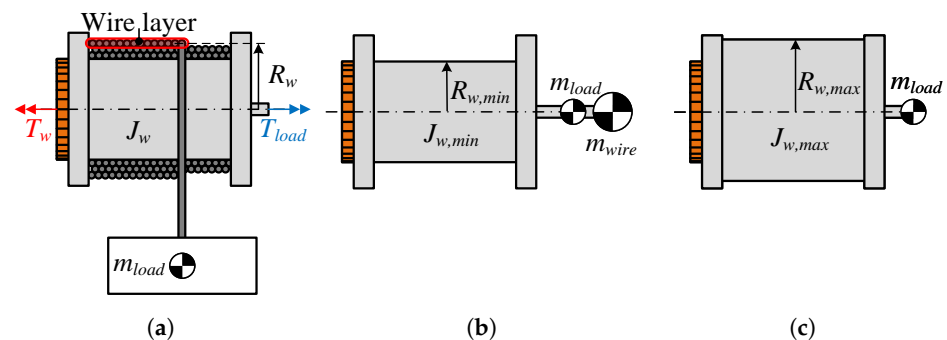 Wire layer
R_w
T_w
J_w
T_load
m_load
(a)
R_w,min
J_w,min
m_load
m_wire
(b)
R_w,max
J_w,max
m_load
(c)